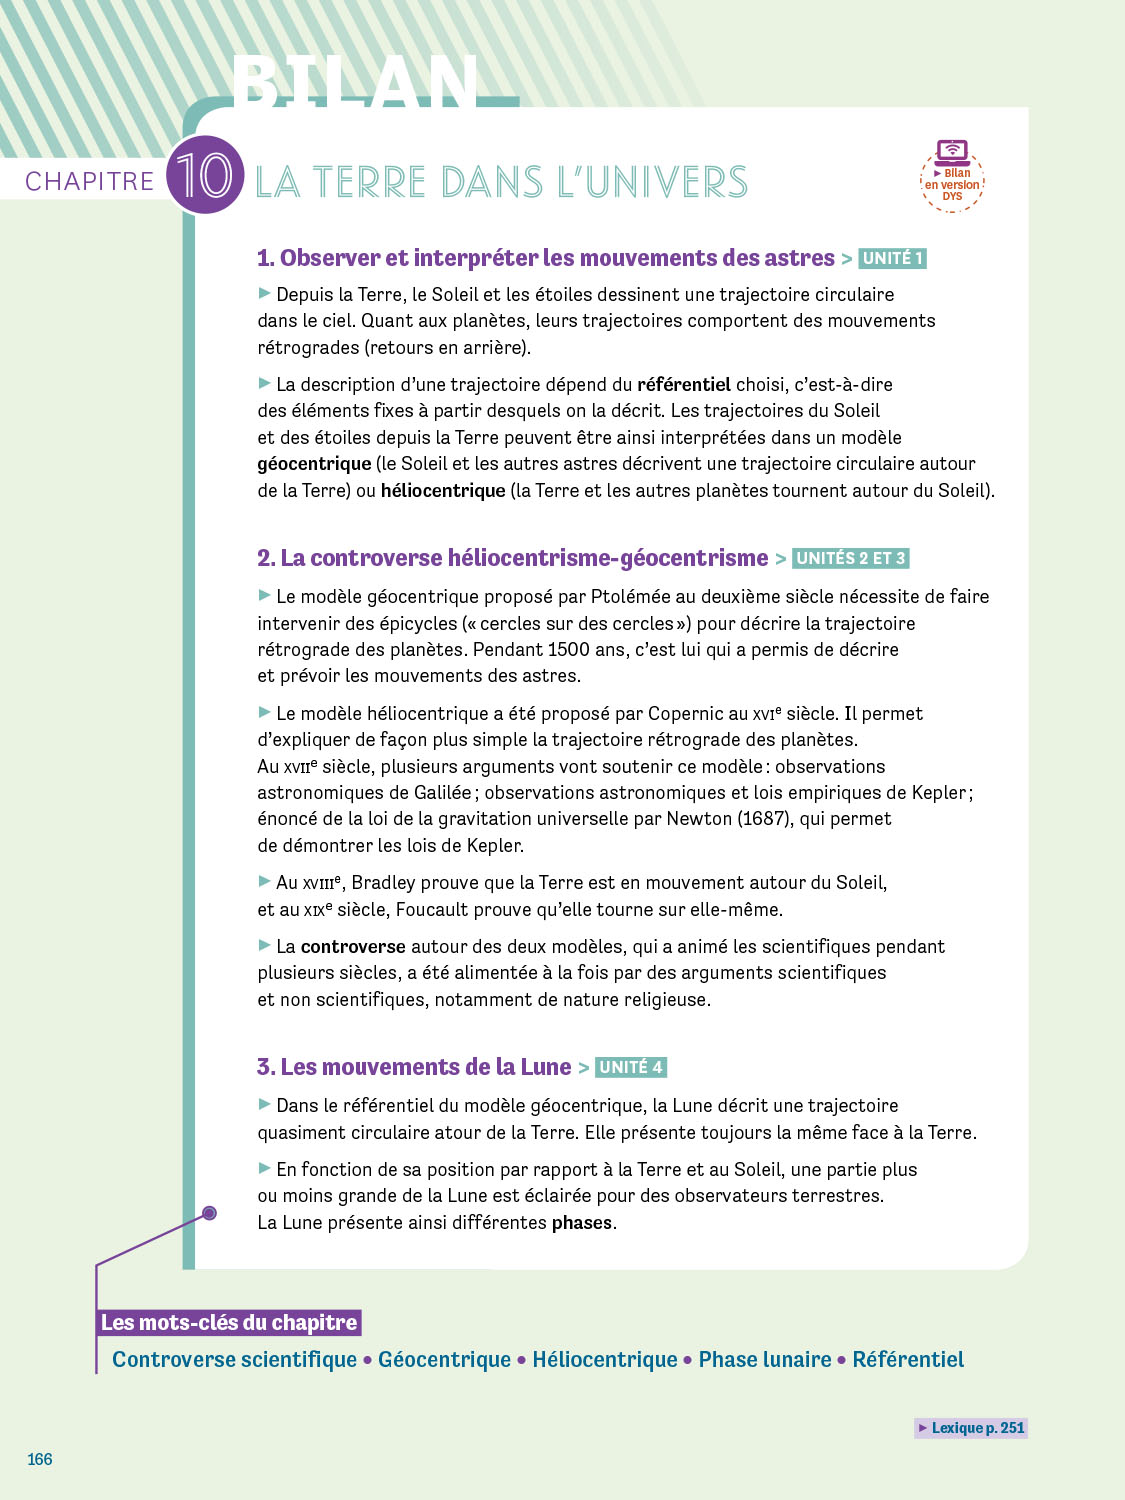 BILAN
CHAPITRE 10 LA TERRE DANS L'UNIVERS
▶ Bilan
en version
DYS
1. Observer et interpréter les mouvements des astres > UNITÉ 1
▶ Depuis la Terre, le Soleil et les étoiles dessinent une trajectoire circulaire
dans le ciel. Quant aux planètes, leurs trajectoires comportent des mouvements
rétrogrades (retours en arrière).
▶ La description d'une trajectoire dépend du référentiel choisi, c'est-à-dire
des éléments fixes à partir desquels on la décrit. Les trajectoires du Soleil
et des étoiles depuis la Terre peuvent être ainsi interprétées dans un modèle
géocentrique (le Soleil et les autres astres décrivent une trajectoire circulaire autour
de la Terre) ou héliocentrique (la Terre et les autres planètes tournent autour du Soleil).
2. La controverse héliocentrisme-géocentrisme > UNITÉS 2 ET 3
▶ Le modèle géocentrique proposé par Ptolémée au deuxième siècle nécessite de faire
intervenir des épicycles (« cercles sur des cercles ») pour décrire la trajectoire
rétrograde des planètes. Pendant 1500 ans, c'est lui qui a permis de décrire
et prévoir les mouvements des astres.
▶ Le modèle héliocentrique a été proposé par Copernic au XVIe siècle. Il permet
d'expliquer de façon plus simple la trajectoire rétrograde des planètes.
Au XVIIe siècle, plusieurs arguments vont soutenir ce modèle : observations
astronomiques de Galilée ; observations astronomiques et lois empiriques de Kepler ;
énoncé de la loi de la gravitation universelle par Newton (1687), qui permet
de démontrer les lois de Kepler.
▶ Au XVIIIe, Bradley prouve que la Terre est en mouvement autour du Soleil,
et au XIXe siècle, Foucault prouve qu'elle tourne sur elle-même.
▶ La controverse autour des deux modèles, qui a animé les scientifiques pendant
plusieurs siècles, a été alimentée à la fois par des arguments scientifiques
et non scientifiques, notamment de nature religieuse.
3. Les mouvements de la Lune > UNITÉ 4
▶ Dans le référentiel du modèle géocentrique, la Lune décrit une trajectoire
quasiment circulaire atour de la Terre. Elle présente toujours la même face à la Terre.
▶ En fonction de sa position par rapport à la Terre et au Soleil, une partie plus
ou moins grande de la Lune est éclairée pour des observateurs terrestres.
La Lune présente ainsi différentes phases.
Les mots-clés du chapitre
Controverse scientifique • Géocentrique • Héliocentrique • Phase lunaire • Référentiel
▶ Lexique p. 251
166